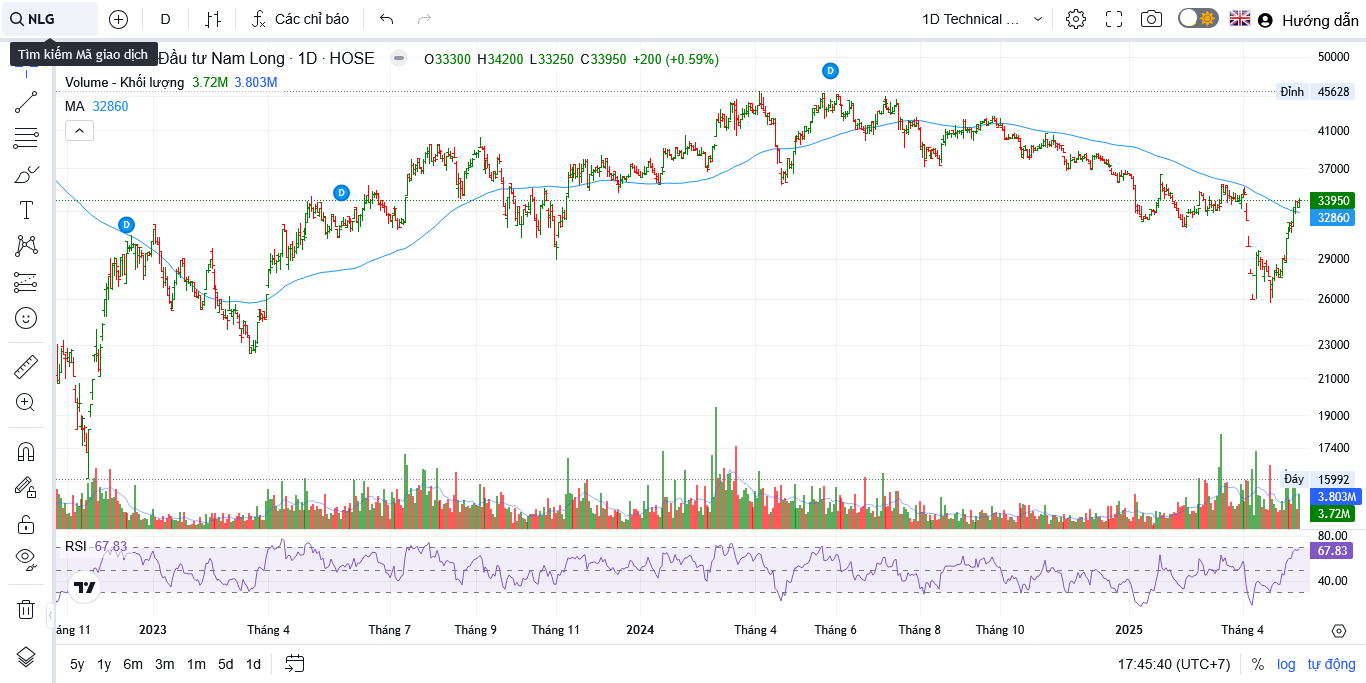 NLG D Các chỉ báo 1D Technical ... Hướng dẫn
Tìm kiếm Mã giao dịch Đầu tư Nam Long · 1D · HOSE O33300 H34200 L33250 C33950 +200 (+0.59%)
Volume - Khối lượng 3.72M 3.803M
MA 32860
D
D
D
50000
Đỉnh 45628
41000
37000
33950
32860
29000
26000
23000
21000
19000
17400
Đáy 15992
3.803M
3.72M
80.00
RSI 67.83
67.83
40.00
áng 11 2023 Tháng 4 Tháng 7 Tháng 9 Tháng 11 2024 Tháng 4 Tháng 6 Tháng 8 Tháng 10 2025 Tháng 4
5y 1y 6m 3m 1m 5d 1d 17:45:40 (UTC+7) % log tự động